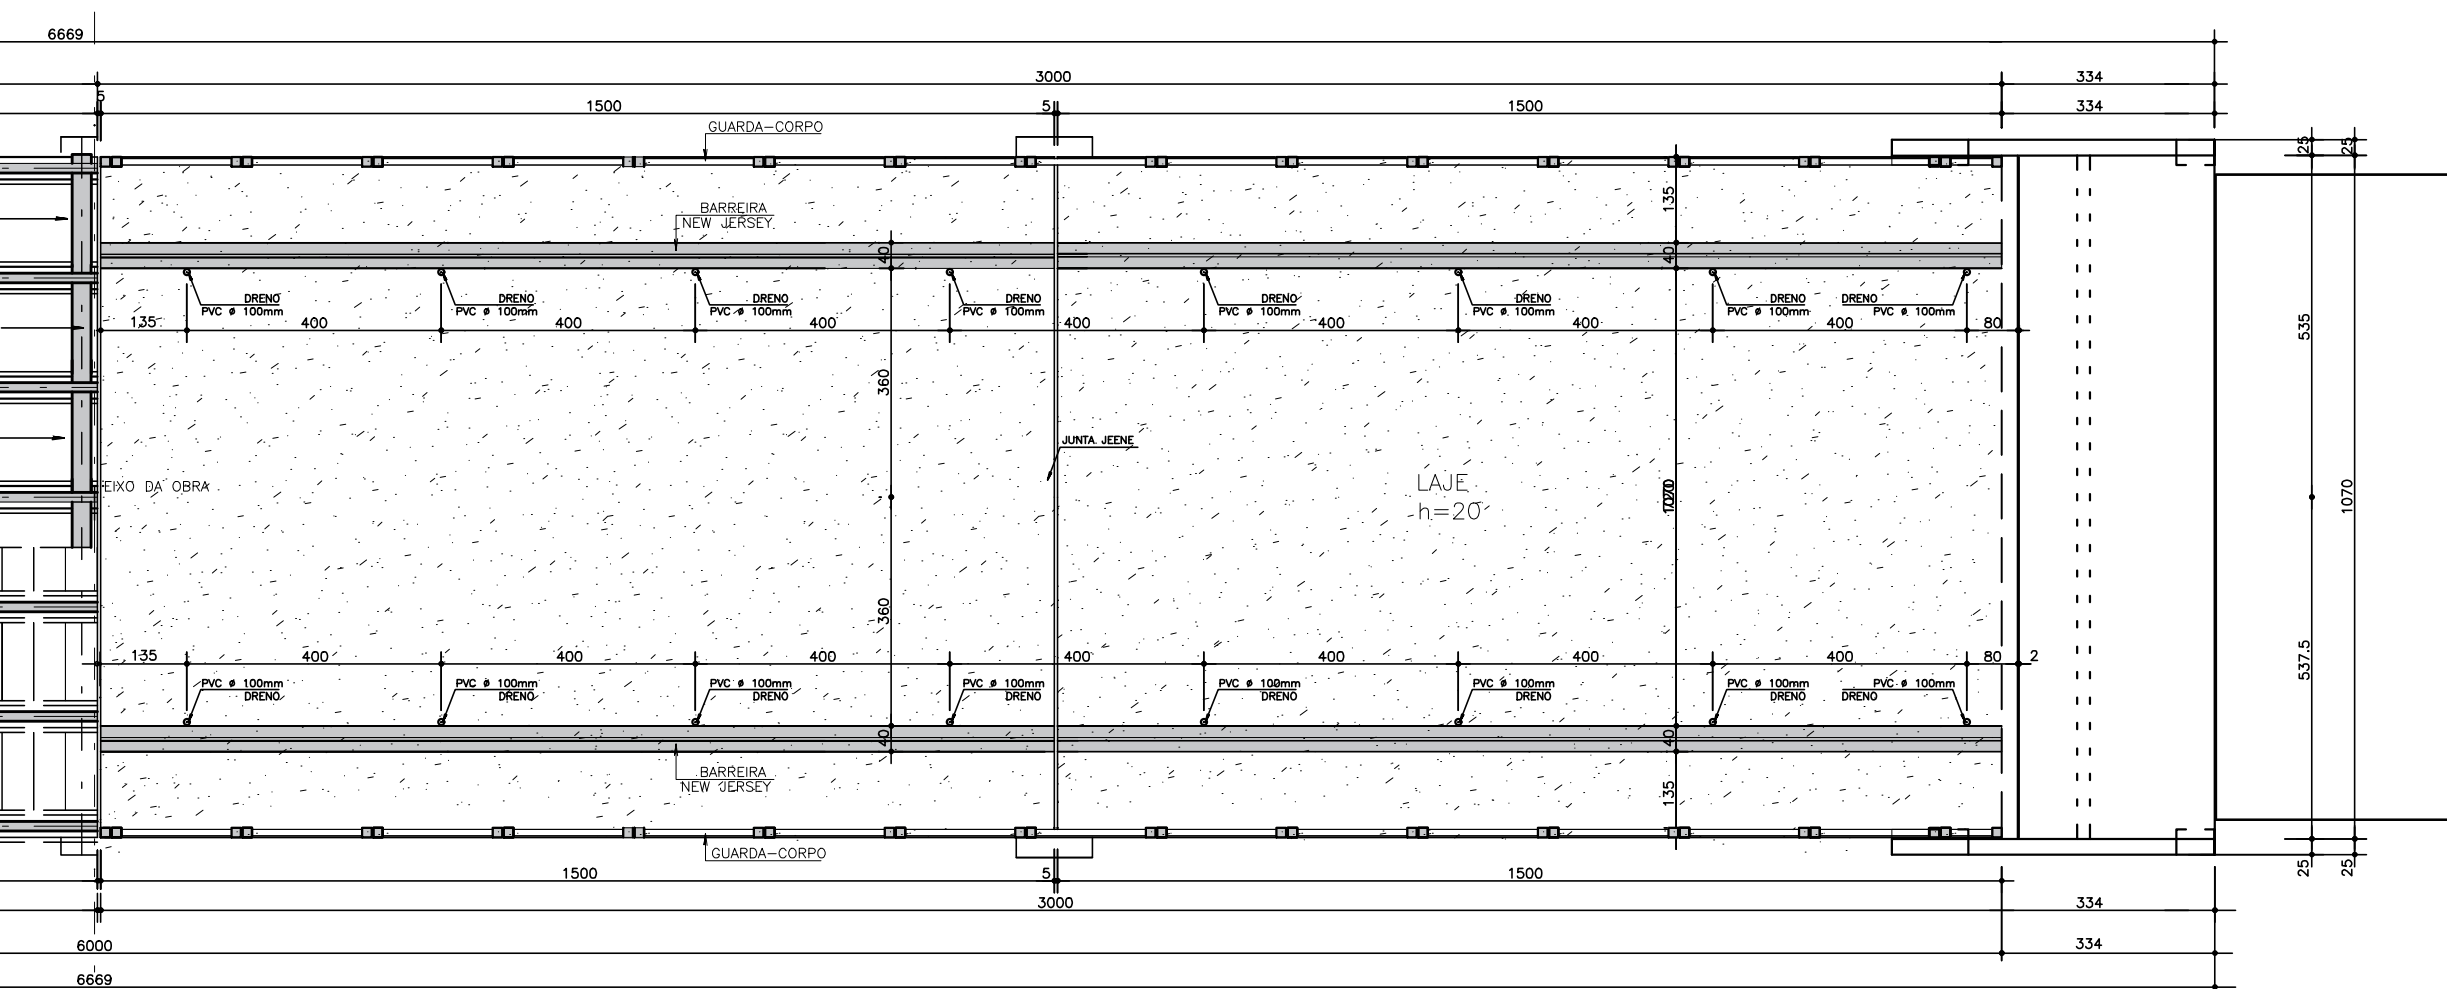 6669
3000
334
5
1500
5
1500
334
GUARDA-CORPO
25
25
135
BARREIRA
NEW JERSEY
40
40
DRENO
PVC ø 100mm
DRENO
PVC ø 100mm
DRENO
PVC ø 100mm
DRENO
PVC ø 100mm
DRENO
PVC ø 100mm
DRENO
PVC ø 100mm
DRENO
PVC ø 100mm
DRENO
PVC ø 100mm
135
400
400
400
400
400
400
400
80
535
360
JUNTA JEENE
EIXO DA OBRA
LAJE
h=20
1070
360
135
400
400
400
400
400
400
400
80
2
537.5
PVC ø 100mm
DRENO
PVC ø 100mm
DRENO
PVC ø 100mm
DRENO
PVC ø 100mm
DRENO
PVC ø 100mm
DRENO
PVC ø 100mm
DRENO
PVC ø 100mm
DRENO
PVC ø 100mm
DRENO
40
40
BARREIRA
NEW JERSEY
135
GUARDA-CORPO
25
25
1500
5
1500
3000
334
6000
334
6669